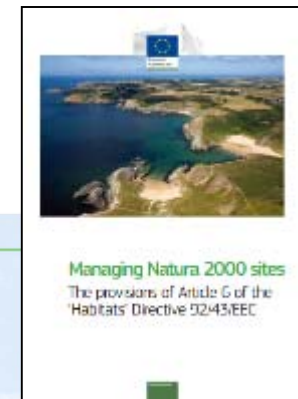 Managing Natura 2000 sites
The provisions of Article 6 of the
'Habitats' Directive 92/43/EEC